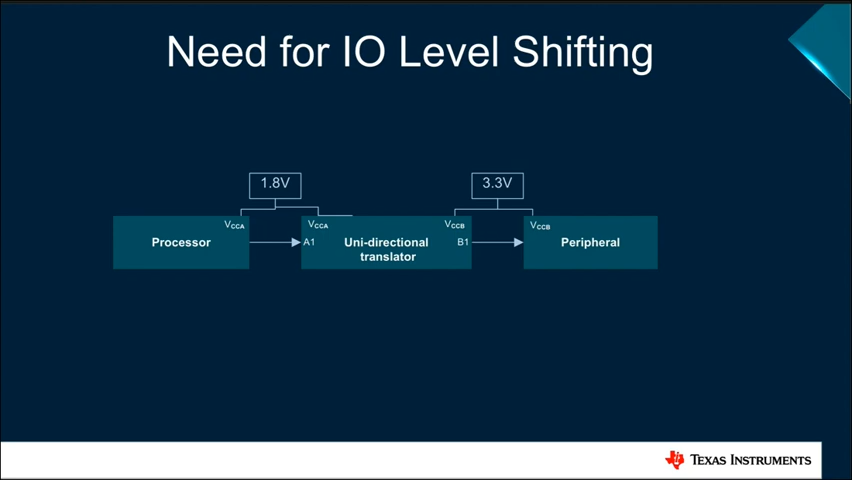 Need for IO Level Shifting
1.8V
3.3V
VCCA
VCCA
VCCB
VCCB
Processor
A1
Uni-directional
translator
B1
Peripheral
TEXAS INSTRUMENTS